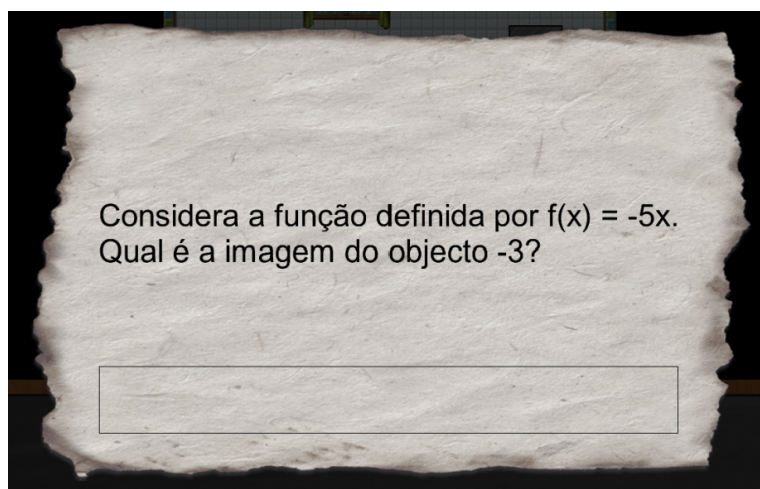 Considera a função definida por f(x) = -5x.
Qual é a imagem do objecto -3?